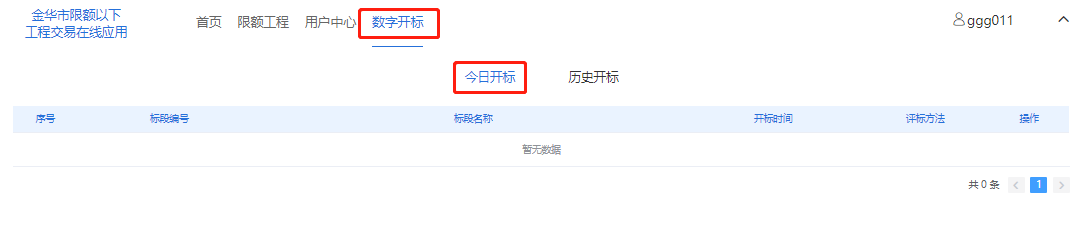 金华市限额以下
工程交易在线应用
首页 限额工程 用户中心 数字开标
ggg011
今日开标 历史开标
序号 标段编号 标段名称 开标时间 评标方法 操作
暂无数据
共 0 条 1